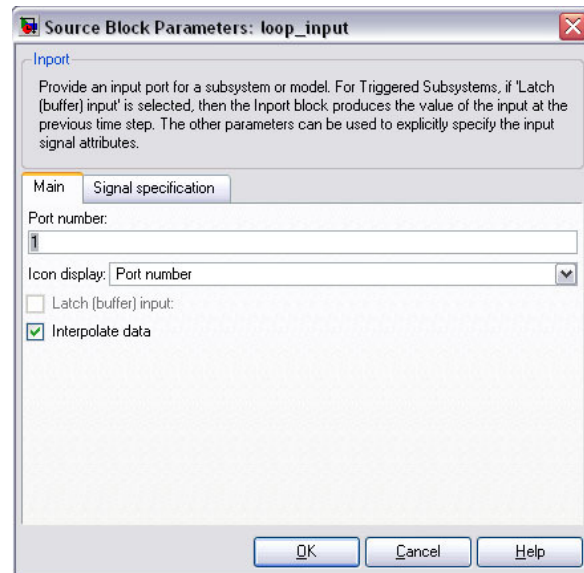 Source Block Parameters: loop_input
Inport
Provide an input port for a subsystem or model. For Triggered Subsystems, if 'Latch
(buffer) input' is selected, then the Inport block produces the value of the input at the
previous time step. The other parameters can be used to explicitly specify the input
signal attributes.
Main Signal specification
Port number:
1
Icon display: Port number
Latch (buffer) input:
Interpolate data
OK Cancel Help